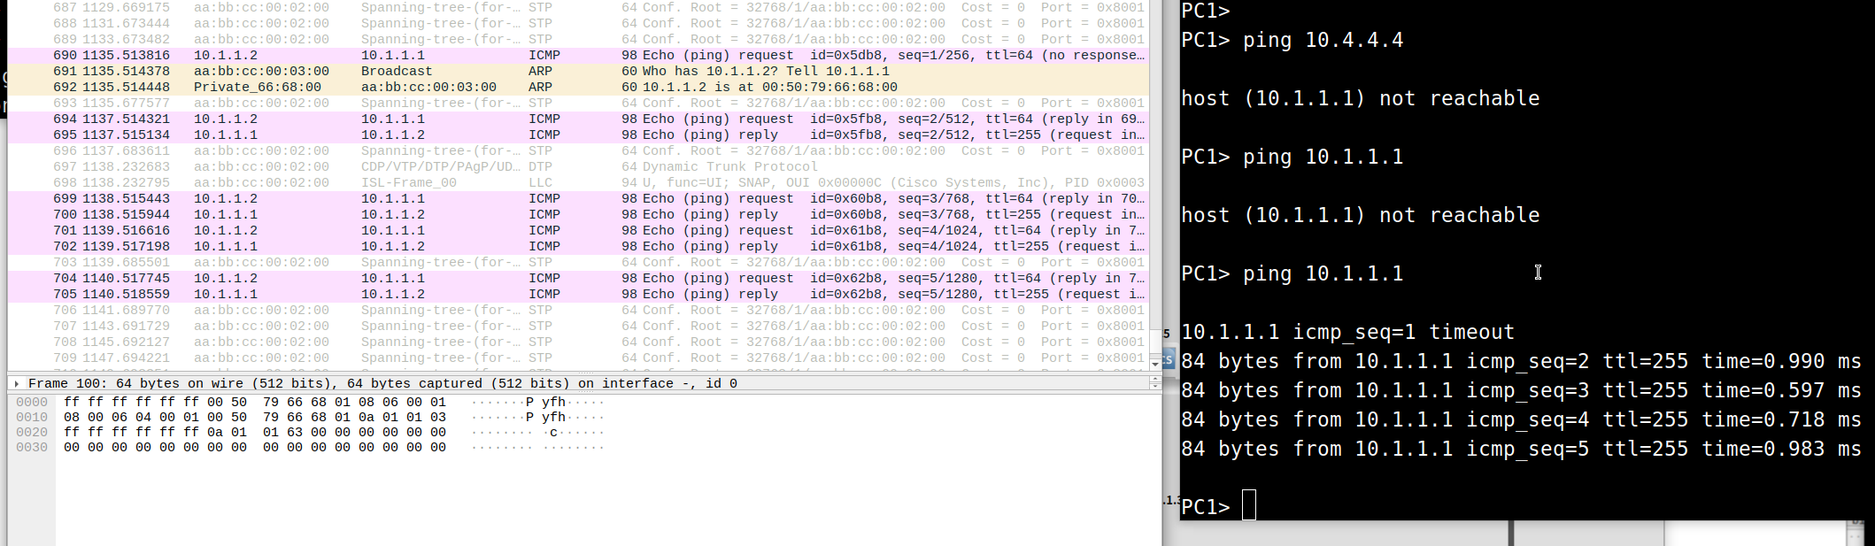 687 1129.669175 aa:bb:cc:00:02:00 Spanning-tree-(for-… STP 64 Conf. Root = 32768/1/aa:bb:cc:00:02:00 Cost = 0 Port = 0x8001
688 1131.673444 aa:bb:cc:00:02:00 Spanning-tree-(for-… STP 64 Conf. Root = 32768/1/aa:bb:cc:00:02:00 Cost = 0 Port = 0x8001
689 1133.673482 aa:bb:cc:00:02:00 Spanning-tree-(for-… STP 64 Conf. Root = 32768/1/aa:bb:cc:00:02:00 Cost = 0 Port = 0x8001
690 1135.513816 10.1.1.2 10.1.1.1 ICMP 98 Echo (ping) request id=0x5db8, seq=1/256, ttl=64 (no response…
691 1135.514378 aa:bb:cc:00:03:00 Broadcast ARP 60 Who has 10.1.1.2? Tell 10.1.1.1
692 1135.514448 Private_66:68:00 aa:bb:cc:00:03:00 ARP 60 10.1.1.2 is at 00:50:79:66:68:00
693 1135.677577 aa:bb:cc:00:02:00 Spanning-tree-(for-… STP 64 Conf. Root = 32768/1/aa:bb:cc:00:02:00 Cost = 0 Port = 0x8001
694 1137.514321 10.1.1.2 10.1.1.1 ICMP 98 Echo (ping) request id=0x5fb8, seq=2/512, ttl=64 (reply in 69…
695 1137.515134 10.1.1.1 10.1.1.2 ICMP 98 Echo (ping) reply id=0x5fb8, seq=2/512, ttl=255 (request in…
696 1137.683611 aa:bb:cc:00:02:00 Spanning-tree-(for-… STP 64 Conf. Root = 32768/1/aa:bb:cc:00:02:00 Cost = 0 Port = 0x8001
697 1138.232683 aa:bb:cc:00:02:00 CDP/VTP/DTP/PAgP/UD… DTP 64 Dynamic Trunk Protocol
698 1138.232795 aa:bb:cc:00:02:00 ISL-Frame_00 LLC 94 U, func=UI; SNAP, OUI 0x00000C (Cisco Systems, Inc), PID 0x0003
699 1138.515443 10.1.1.2 10.1.1.1 ICMP 98 Echo (ping) request id=0x60b8, seq=3/768, ttl=64 (reply in 70…
700 1138.515944 10.1.1.1 10.1.1.2 ICMP 98 Echo (ping) reply id=0x60b8, seq=3/768, ttl=255 (request in…
701 1139.516616 10.1.1.2 10.1.1.1 ICMP 98 Echo (ping) request id=0x61b8, seq=4/1024, ttl=64 (reply in 7…
702 1139.517198 10.1.1.1 10.1.1.2 ICMP 98 Echo (ping) reply id=0x61b8, seq=4/1024, ttl=255 (request i…
703 1139.685501 aa:bb:cc:00:02:00 Spanning-tree-(for-… STP 64 Conf. Root = 32768/1/aa:bb:cc:00:02:00 Cost = 0 Port = 0x8001
704 1140.517745 10.1.1.2 10.1.1.1 ICMP 98 Echo (ping) request id=0x62b8, seq=5/1280, ttl=64 (reply in 7…
705 1140.518559 10.1.1.1 10.1.1.2 ICMP 98 Echo (ping) reply id=0x62b8, seq=5/1280, ttl=255 (request i…
706 1141.689770 aa:bb:cc:00:02:00 Spanning-tree-(for-… STP 64 Conf. Root = 32768/1/aa:bb:cc:00:02:00 Cost = 0 Port = 0x8001
707 1143.691729 aa:bb:cc:00:02:00 Spanning-tree-(for-… STP 64 Conf. Root = 32768/1/aa:bb:cc:00:02:00 Cost = 0 Port = 0x8001
708 1145.692127 aa:bb:cc:00:02:00 Spanning-tree-(for-… STP 64 Conf. Root = 32768/1/aa:bb:cc:00:02:00 Cost = 0 Port = 0x8001
709 1147.694221 aa:bb:cc:00:02:00 Spanning-tree-(for-… STP 64 Conf. Root = 32768/1/aa:bb:cc:00:02:00 Cost = 0 Port = 0x8001
Frame 100: 64 bytes on wire (512 bits), 64 bytes captured (512 bits) on interface -, id 0
0000 ff ff ff ff ff ff 00 50 79 66 68 01 08 06 00 01 ·······P yfh·····
0010 08 00 06 04 00 01 00 50 79 66 68 01 0a 01 01 03 ·······P yfh·····
0020 ff ff ff ff ff ff 0a 01 01 63 00 00 00 00 00 00 ········ ·c······
0030 00 00 00 00 00 00 00 00 00 00 00 00 00 00 00 00 ········ ········
PC1>
PC1> ping 10.4.4.4
host (10.1.1.1) not reachable
PC1> ping 10.1.1.1
host (10.1.1.1) not reachable
PC1> ping 10.1.1.1
10.1.1.1 icmp_seq=1 timeout
84 bytes from 10.1.1.1 icmp_seq=2 ttl=255 time=0.990 ms
84 bytes from 10.1.1.1 icmp_seq=3 ttl=255 time=0.597 ms
84 bytes from 10.1.1.1 icmp_seq=4 ttl=255 time=0.718 ms
84 bytes from 10.1.1.1 icmp_seq=5 ttl=255 time=0.983 ms
PC1>